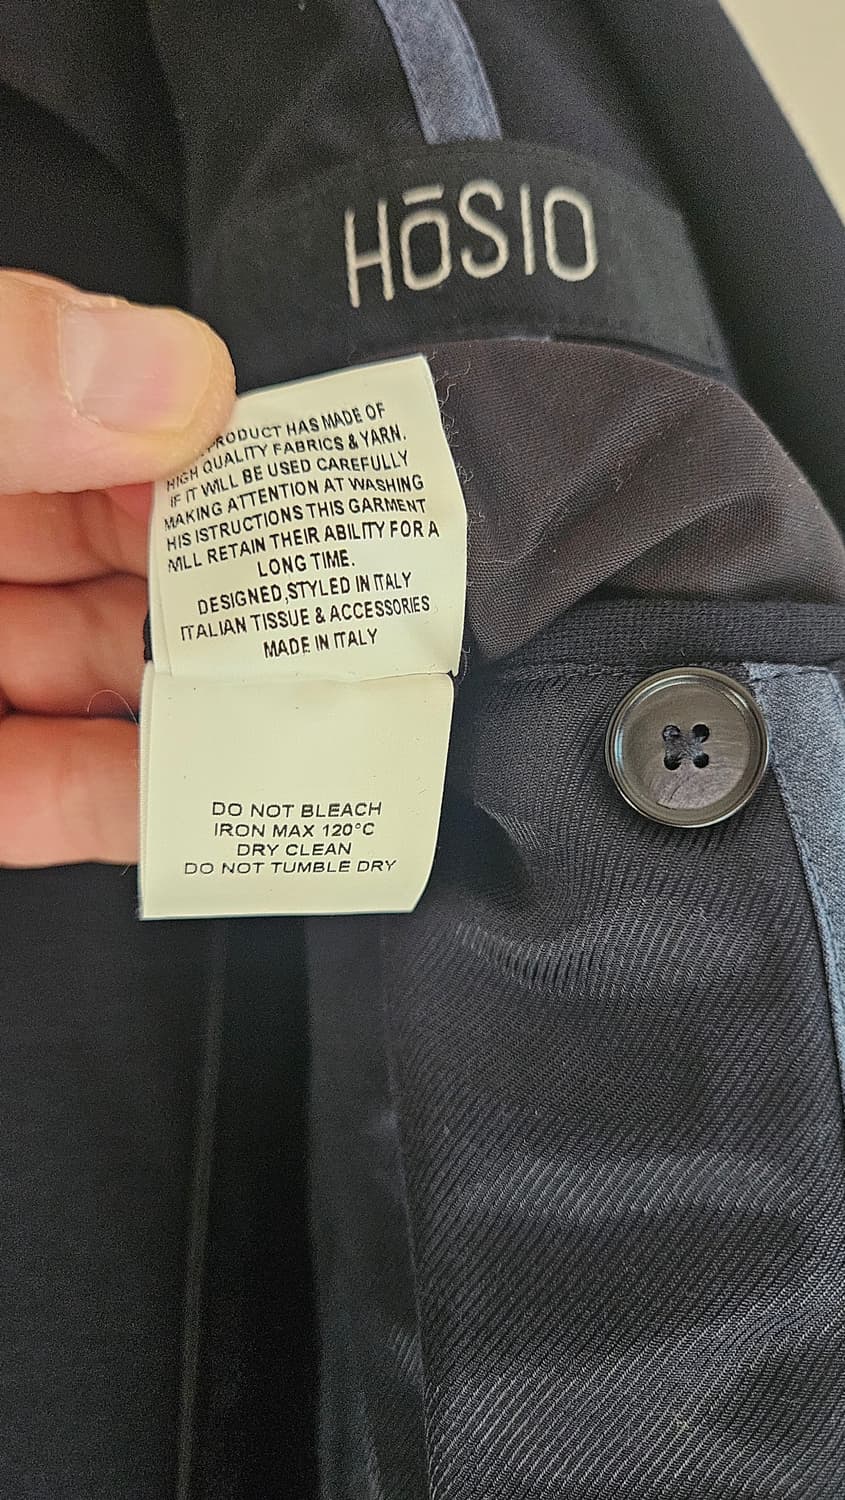 HōSIO
PRODUCT HAS MADE OF
HIGH QUALITY FABRICS & YARN.
IF IT WILL BE USED CAREFULLY
MAKING ATTENTION AT WASHING
HIS ISTRUCTIONS THIS GARMENT
WILL RETAIN THEIR ABILITY FOR A
LONG TIME.
DESIGNED,STYLED IN ITALY
ITALIAN TISSUE & ACCESSORIES
MADE IN ITALY
DO NOT BLEACH
IRON MAX 120°C
DRY CLEAN
DO NOT TUMBLE DRY